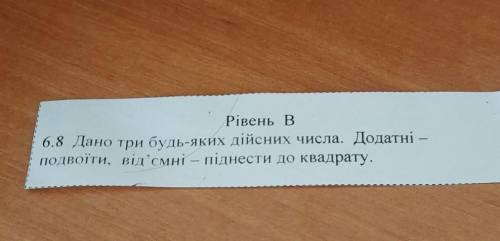 Рівень В
6.8 Дано три будь-яких дійсних числа. Додатні –
подвоїти, від'ємні – піднести до квадрату.